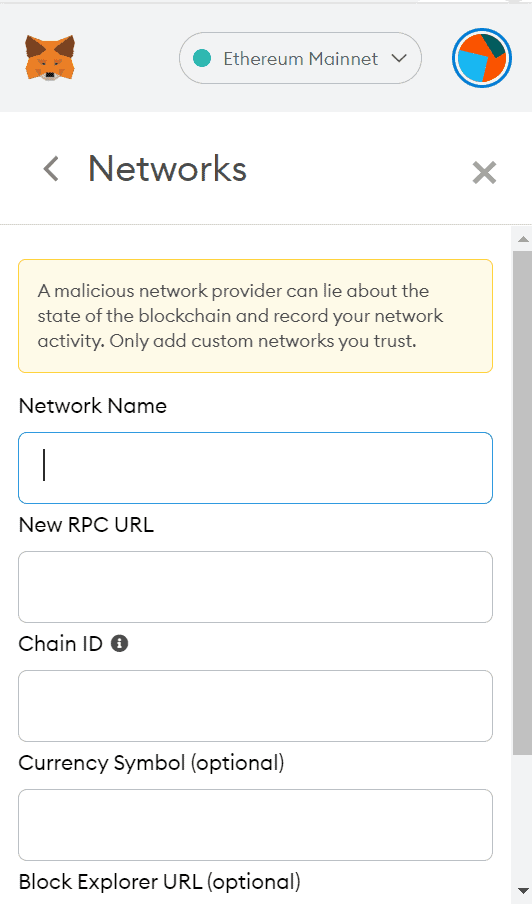 Ethereum Mainnet
Networks
A malicious network provider can lie about the
state of the blockchain and record your network
activity. Only add custom networks you trust.
Network Name
New RPC URL
Chain ID
Currency Symbol (optional)
Block Explorer URL (optional)